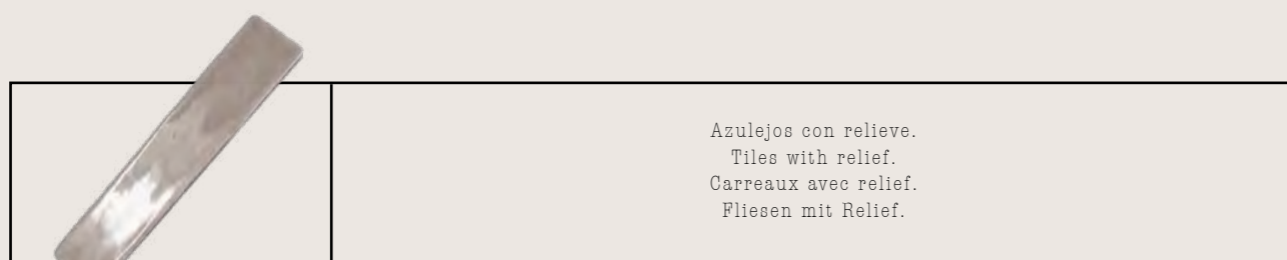 Azulejos con relieve.
Tiles with relief.
Carreaux avec relief.
Fliesen mit Relief.